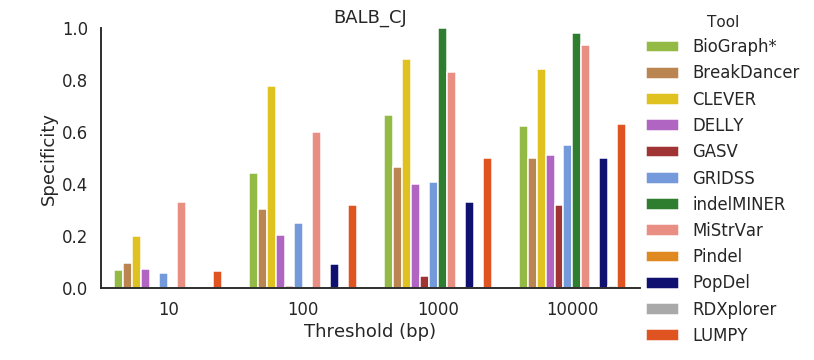 BALB_CJ
Specificity
1.0
0.8
0.6
0.4
0.2
0.0
10
100
1000
10000
Threshold (bp)
Tool
BioGraph*
BreakDancer
CLEVER
DELLY
GASV
GRIDSS
indelMINER
MiStrVar
Pindel
PopDel
RDXplorer
LUMPY